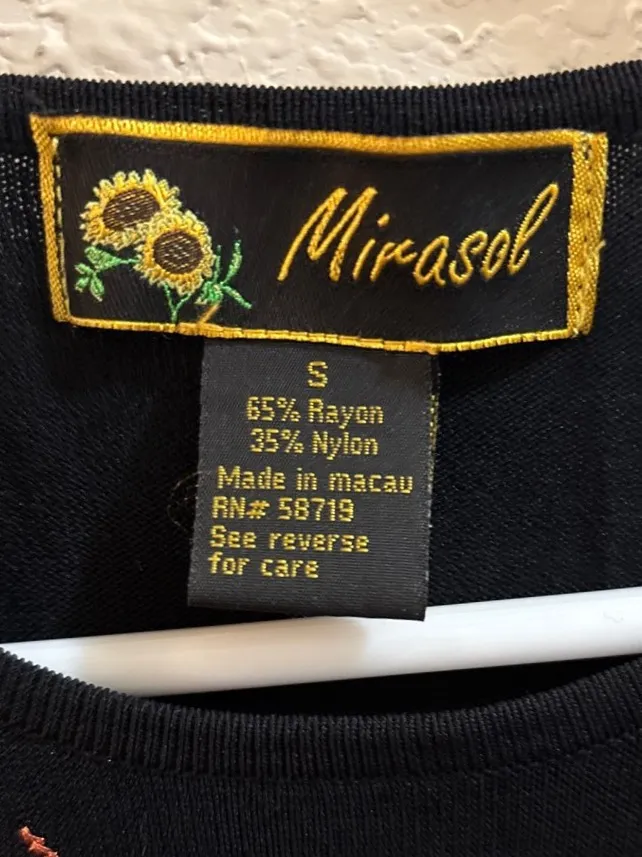 Mirasol
S
65% Rayon
35% Nylon
Made in macau
RN# 58719
See reverse
for care